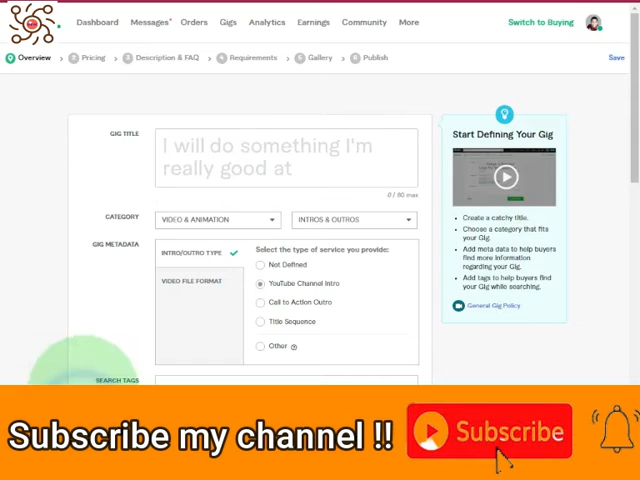 Dashboard Messages Orders Gigs Analytics Earnings Community More Switch to Buying
Overview 2 Pricing 3 Description & FAQ 4 Requirements 5 Gallery 6 Publish Save
GIG TITLE
I will do something I'm
really good at
0 / 80 max
CATEGORY
VIDEO & ANIMATION
INTROS & OUTROS
GIG METADATA
INTRO/OUTRO TYPE
VIDEO FILE FORMAT
Select the type of service you provide:
Not Defined
YouTube Channel Intro
Call to Action Outro
Title Sequence
Other
SEARCH TAGS
Start Defining Your Gig
• Create a catchy title.
• Choose a category that fits
your Gig.
• Add meta data to help buyers
find more information
regarding your Gig.
• Add tags to help buyers find
your Gig while searching.
General Gig Policy
Subscribe my channel !!
Subscribe